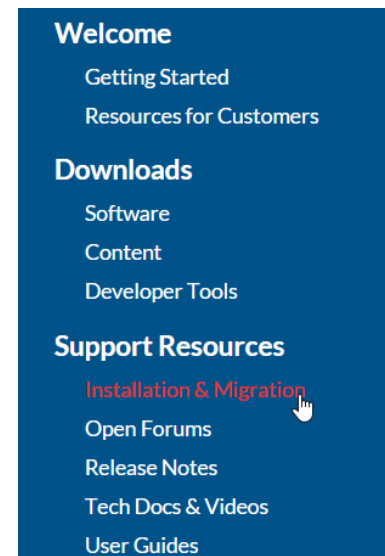 Welcome
Getting Started
Resources for Customers
Downloads
Software
Content
Developer Tools
Support Resources
Installation & Migration
Open Forums
Release Notes
Tech Docs & Videos
User Guides